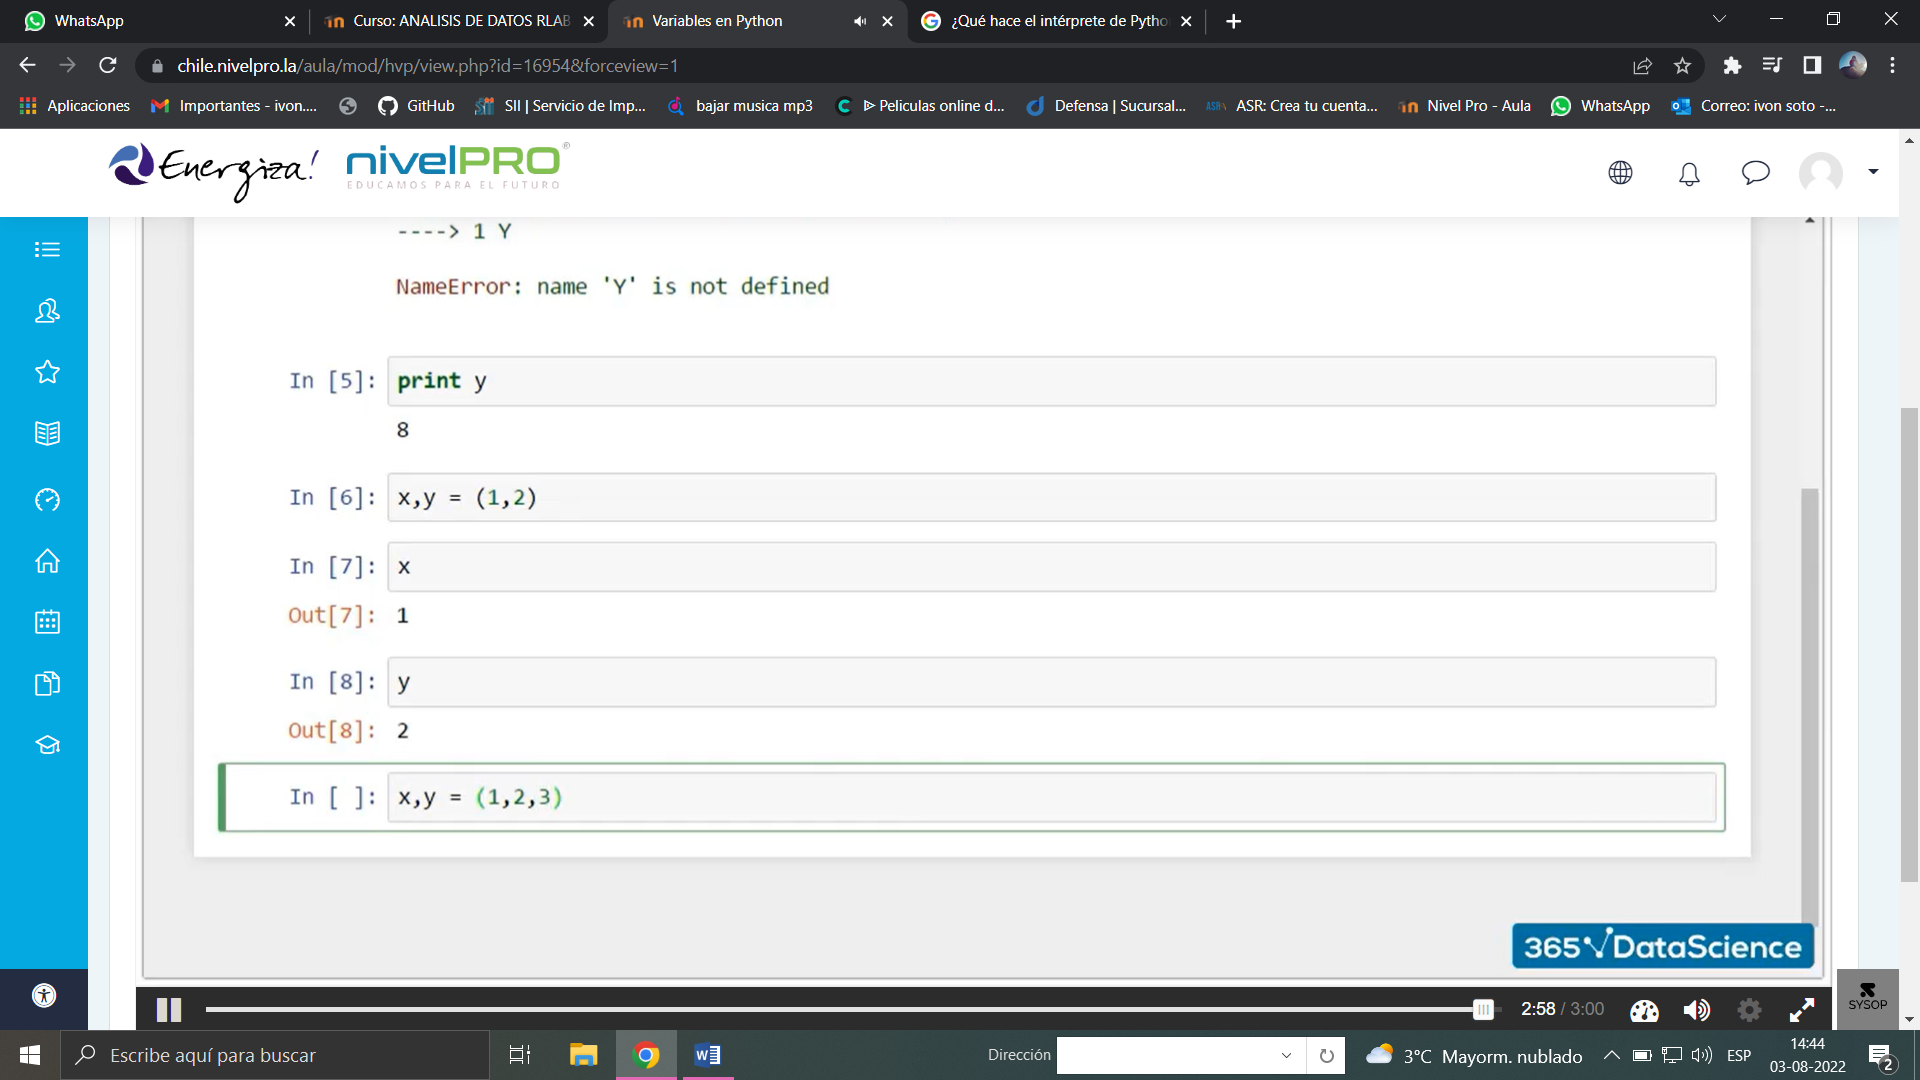 WhatsApp
Curso: ANALISIS DE DATOS RLAB
Variables en Python
¿Qué hace el intérprete de Pytho
chile.nivelpro.la/aula/mod/hvp/view.php?id=16954&forceview=1
Aplicaciones
Importantes - ivon....
GitHub
SII | Servicio de Imp...
bajar musica mp3
Peliculas online d...
Defensa | Sucursal...
ASR: Crea tu cuenta...
Nivel Pro - Aula
WhatsApp
Correo: ivon soto -...
Energiza!
nivelPRO®
EDUCAMOS PARA EL FUTURO
----> 1 Y
NameError: name 'Y' is not defined
In [5]: print y
8
In [6]: x,y = (1,2)
In [7]: x
Out[7]: 1
In [8]: y
Out[8]: 2
In [ ]: x,y = (1,2,3)
365 DataScience
2:58 / 3:00
SYSOP
Escribe aquí para buscar
Dirección
3°C Mayorm. nublado
ESP
14:44
03-08-2022
2